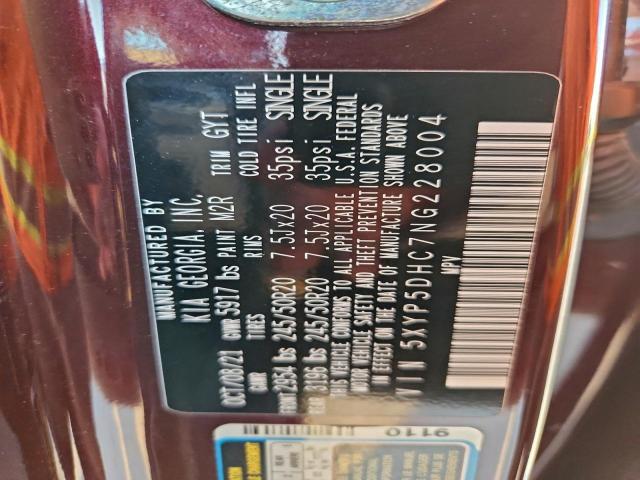 MANUFACTURED BY
KIA GEORGIA, INC.
OCT/08/21 GVWR 5917 lbs PAINT M2R TRIM GYT
GAWR TIRES RIMS COLD TIRE INFL
FRONT 2954 lbs 245/50R20 7.5Jx20 35psi SINGLE
RR 3196 lbs 245/50R20 7.5Jx20 35psi SINGLE
THIS VEHICLE CONFORMS TO ALL APPLICABLE U.S.A. FEDERAL
MOTOR VEHICLE SAFETY AND THEFT PREVENTION STANDARDS
IN EFFECT ON THE DATE OF MANUFACTURE SHOWN ABOVE
VIN 5XYP5DHC7NG228004
MPV
9110